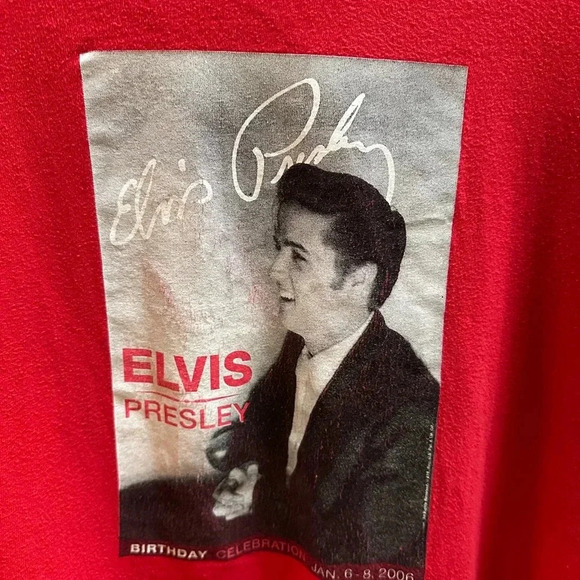 Elvis Presley
ELVIS
PRESLEY
BIRTHDAY CELEBRATION JAN. 6-8, 2006